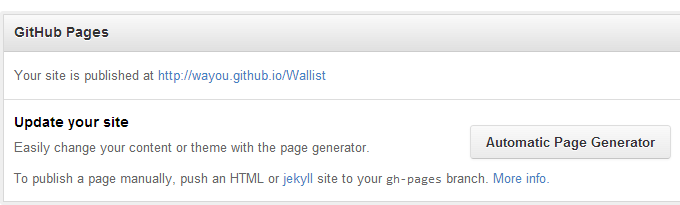 GitHub Pages
Your site is published at http://wayou.github.io/Wallist
Update your site
Easily change your content or theme with the page generator.
Automatic Page Generator
To publish a page manually, push an HTML or jekyll site to your gh-pages branch. More info.